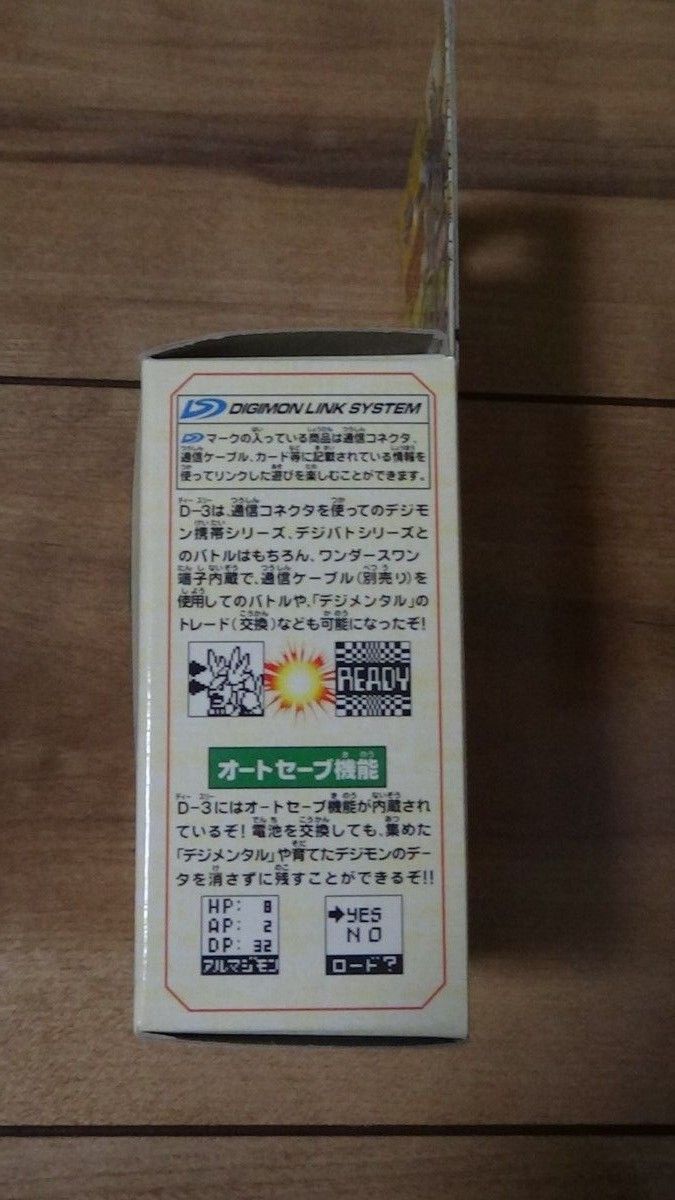 DIGIMON LINK SYSTEM
マークの入っている商品は通信コネクタ、
通信ケーブル、カード等に記載されている情報を
使ってリンクした遊びを楽しむことができます。
D-3は、通信コネクタを使ってのデジモ
ン携帯シリーズ、デジバトシリーズと
のバトルはもちろん、ワンダースワン
端子内蔵で、通信ケーブル(別売り)を
使用してのバトルや、「デジメンタル」の
トレード(交換)なども可能になったぞ!
READY
オートセーブ機能
D-3にはオートセーブ機能が内蔵され
ているぞ! 電池を交換しても、集めた
「デジメンタル」や育てたデジモンのデー
タを消さずに残すことができるぞ!!
HP: 8
AP: 2
DP: 32
アルマジモン
➔YES
NO
ロード?